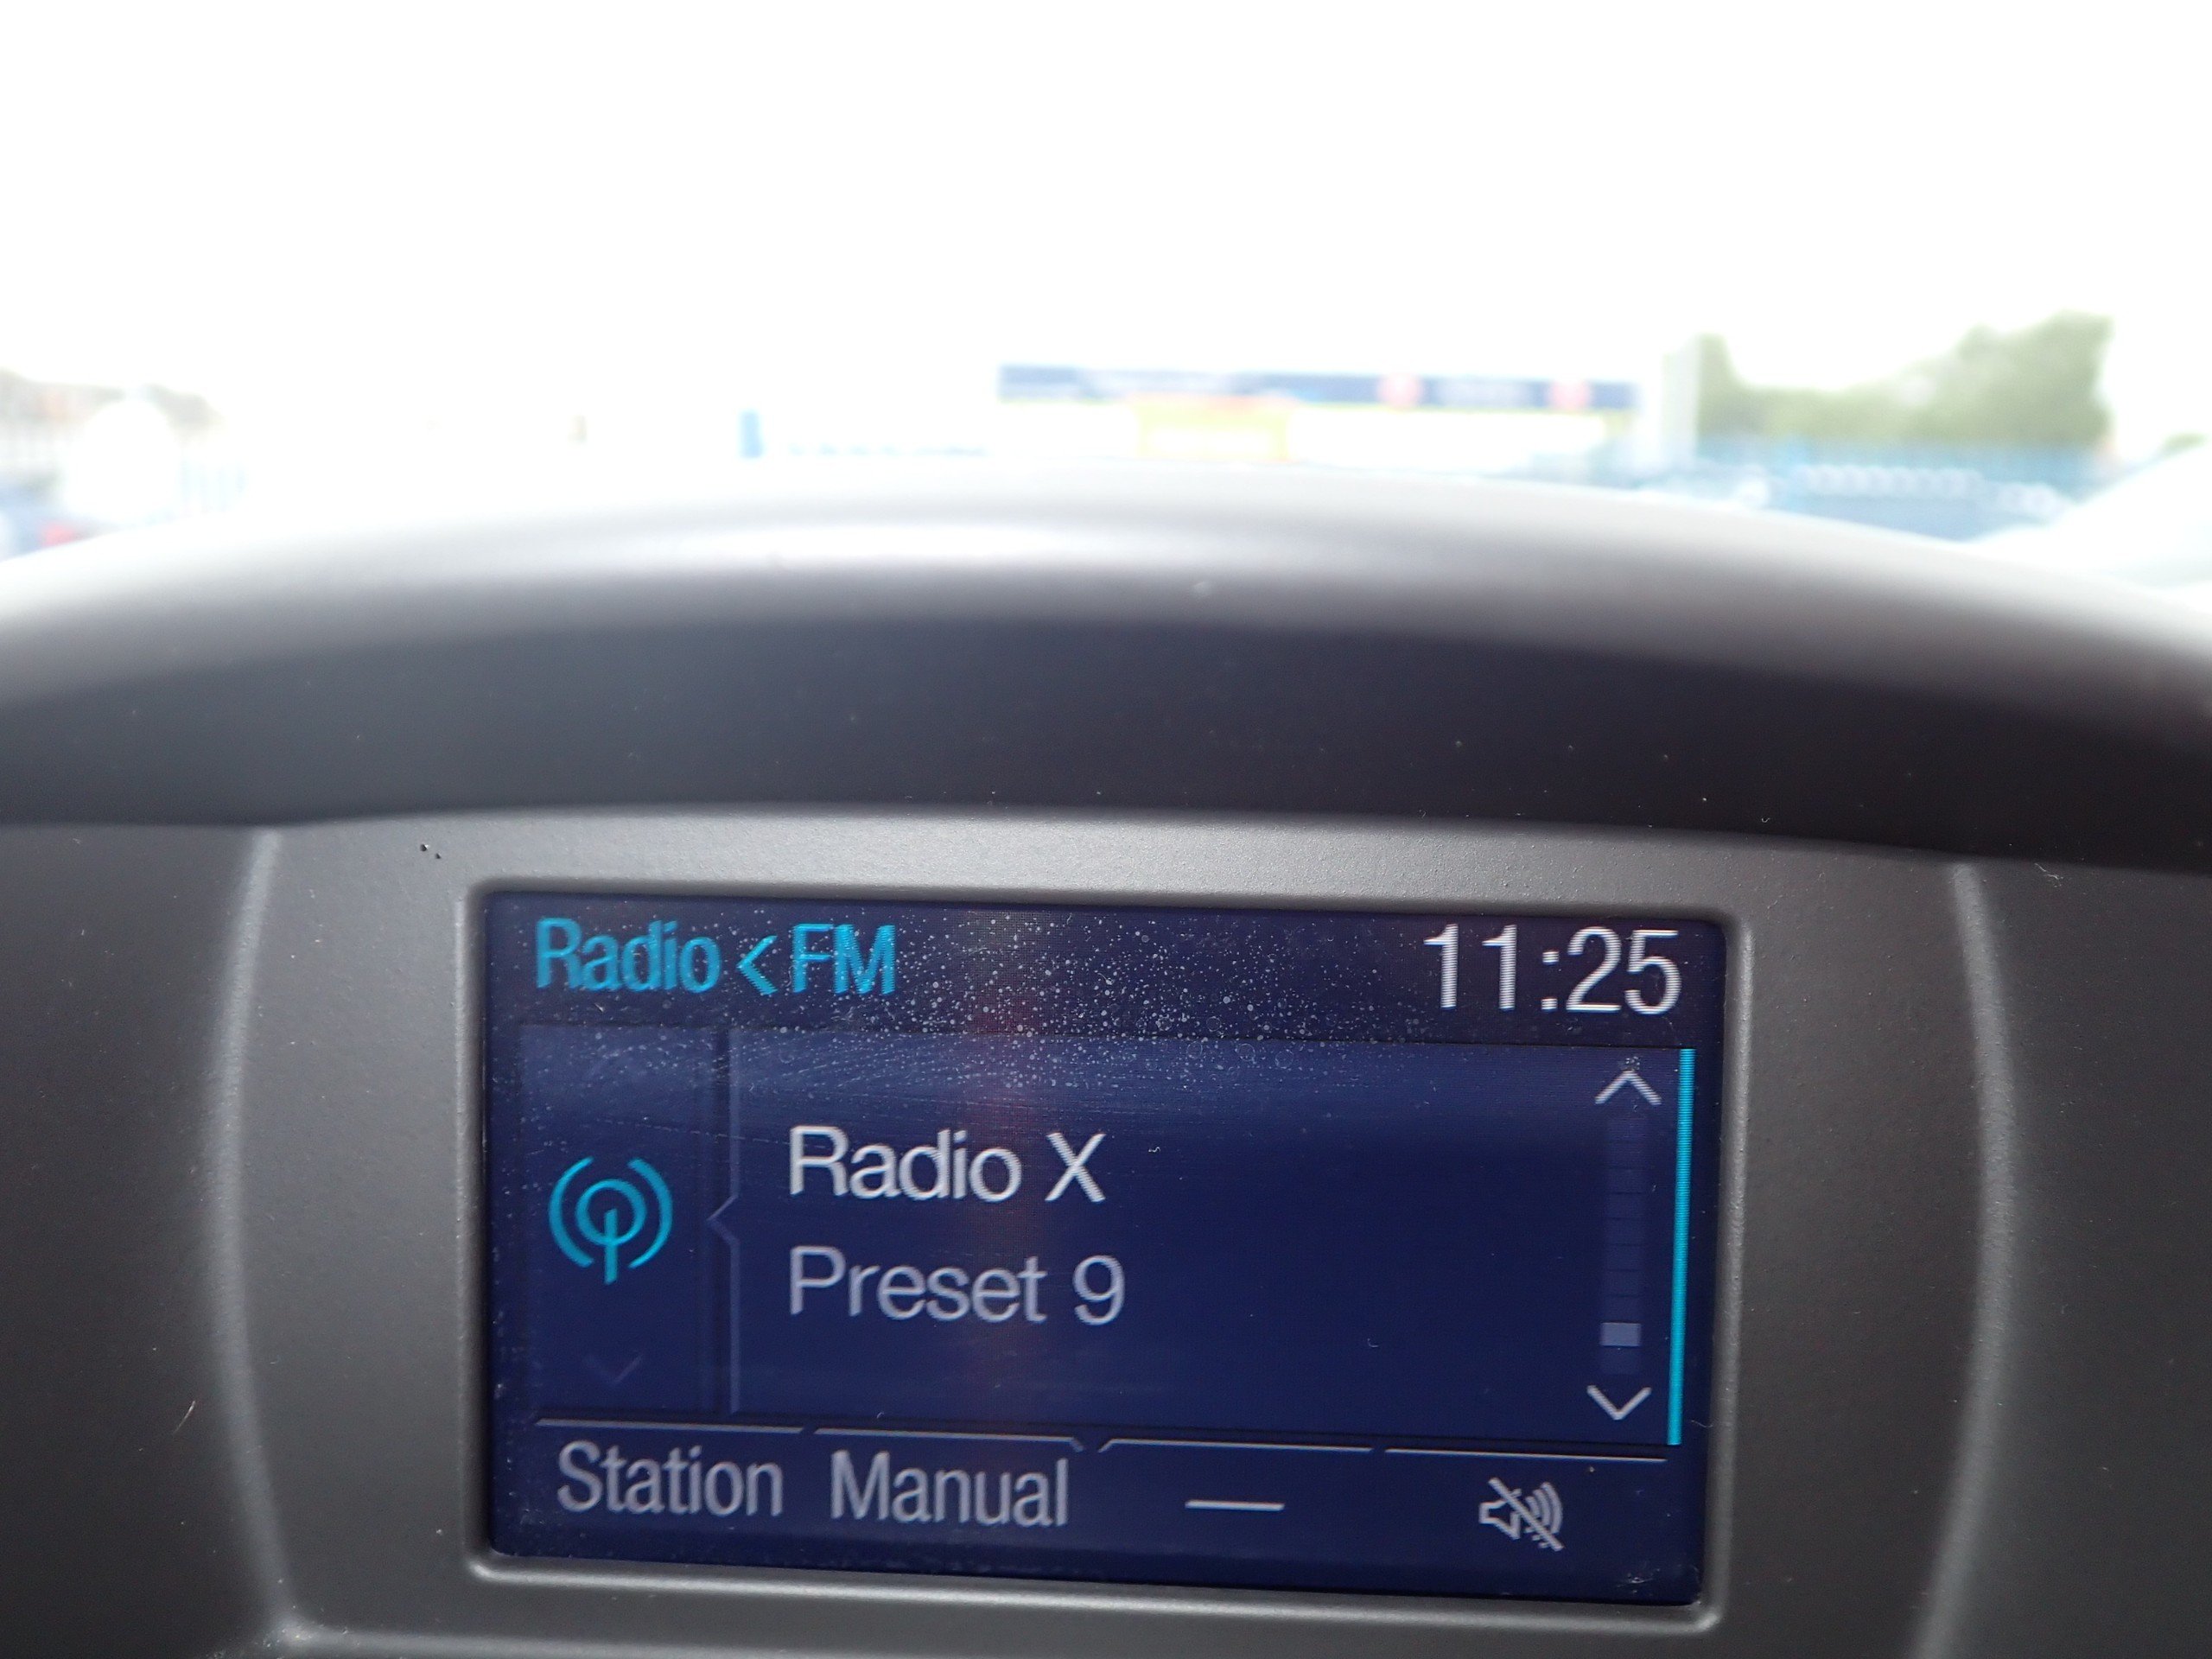 Radio < FM 11:25
Radio X
Preset 9
Station Manual —